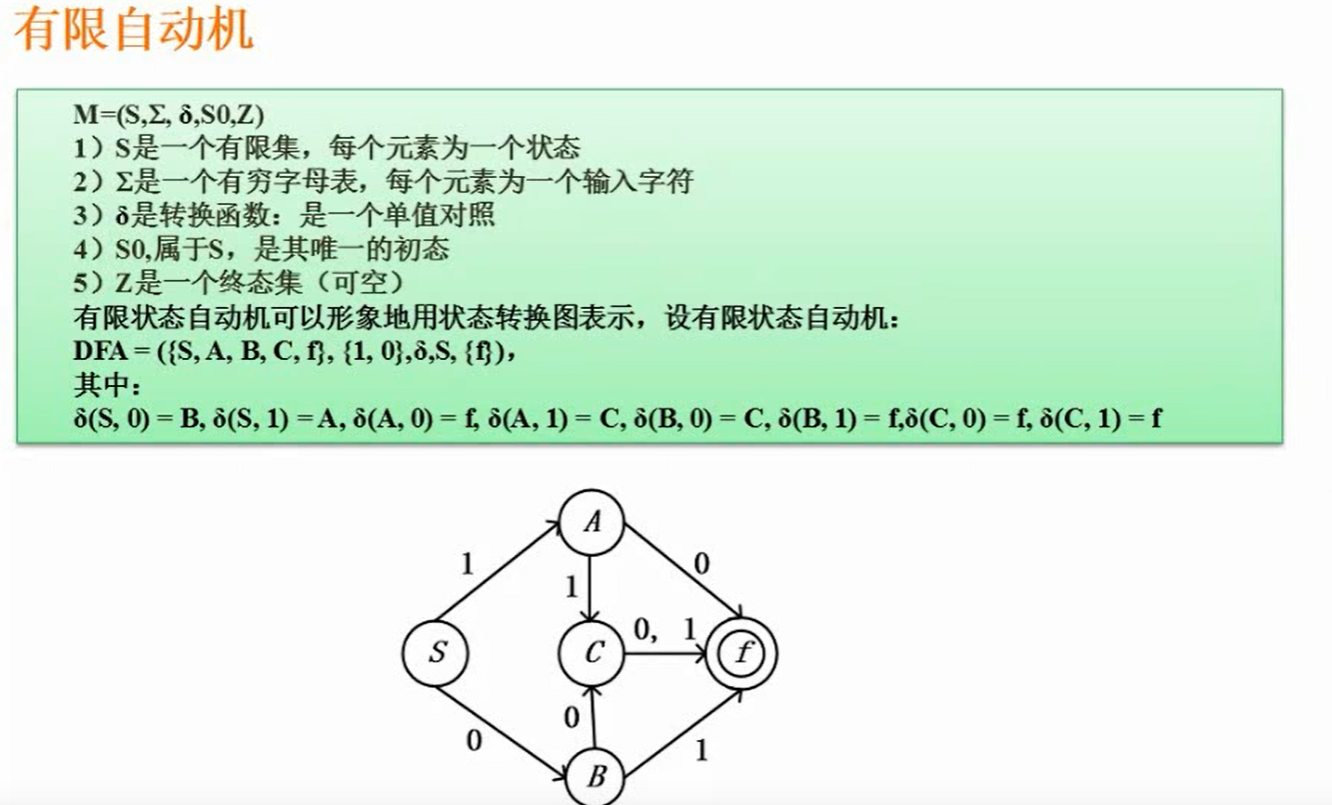 有限自动机
M=(S,Σ, δ,S0,Z)
1）S是一个有限集，每个元素为一个状态
2）Σ是一个有穷字母表，每个元素为一个输入字符
3）δ是转换函数：是一个单值对照
4）S0,属于S，是其唯一的初态
5）Z是一个终态集（可空）
有限状态自动机可以形象地用状态转换图表示，设有限状态自动机：
DFA = ({S, A, B, C, f}, {1, 0},δ,S, {f})，
其中：
δ(S, 0) = B, δ(S, 1) = A, δ(A, 0) = f, δ(A, 1) = C, δ(B, 0) = C, δ(B, 1) = f,δ(C, 0) = f, δ(C, 1) = f
A
1
0
1
0, 1
S
C
f
0
0
1
B